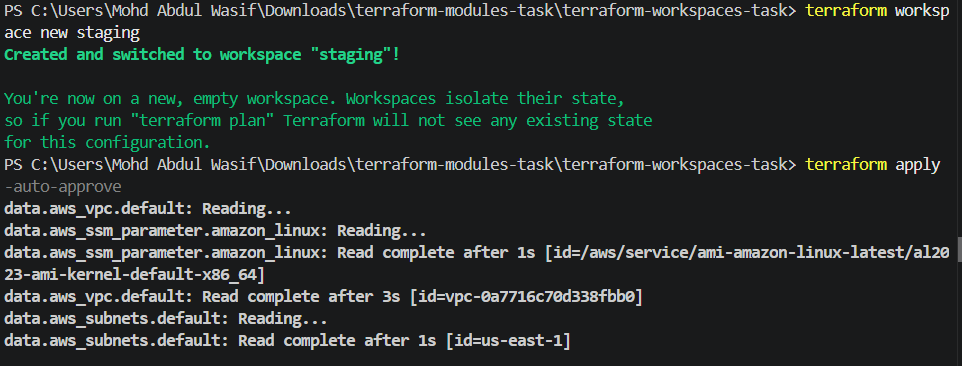 PS C:\Users\Mohd Abdul Wasif\Downloads\terraform-modules-task\terraform-workspaces-task> terraform worksp
ace new staging
Created and switched to workspace "staging"!
You're now on a new, empty workspace. Workspaces isolate their state,
so if you run "terraform plan" Terraform will not see any existing state
for this configuration.
PS C:\Users\Mohd Abdul Wasif\Downloads\terraform-modules-task\terraform-workspaces-task> terraform apply
-auto-approve
data.aws_vpc.default: Reading...
data.aws_ssm_parameter.amazon_linux: Reading...
data.aws_ssm_parameter.amazon_linux: Read complete after 1s [id=/aws/service/ami-amazon-linux-latest/al20
23-ami-kernel-default-x86_64]
data.aws_vpc.default: Read complete after 3s [id=vpc-0a7716c70d338fbb0]
data.aws_subnets.default: Reading...
data.aws_subnets.default: Read complete after 1s [id=us-east-1]